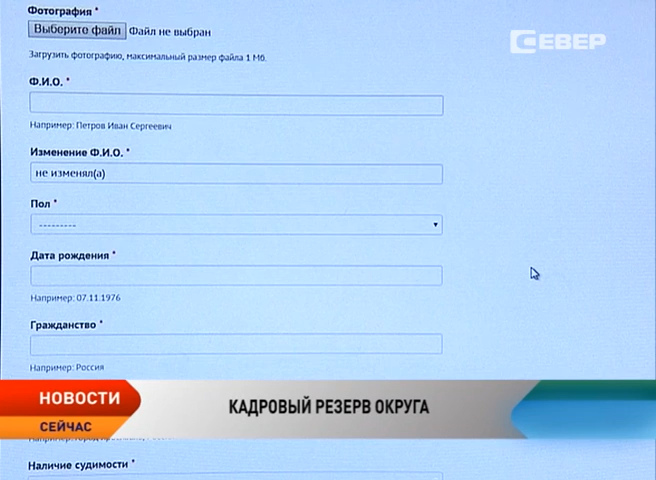 Фотография *
Выберите файл Файл не выбран
СЕВЕР
Загрузить фотографию, максимальный размер файла 1 Мб.
Ф.И.О. *
Например: Петров Иван Сергеевич
Изменение Ф.И.О. *
не изменял(а)
Пол *
---------
Дата рождения *
Например: 07.11.1976
Гражданство *
Например: Россия
НОВОСТИ
КАДРОВЫЙ РЕЗЕРВ ОКРУГА
СЕЙЧАС
Наличие судимости *